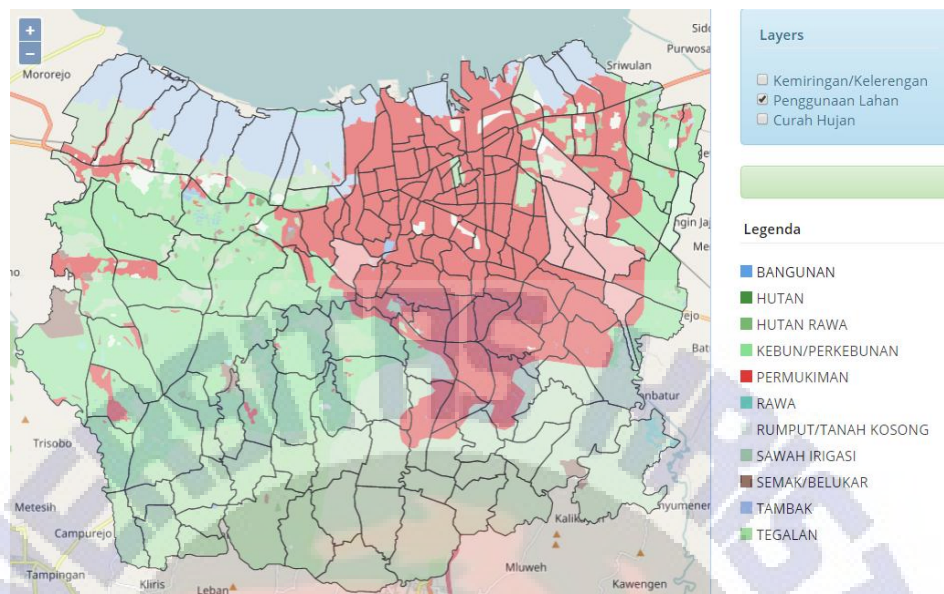 +
−
Mororejo
Sriwulan
Purwosa
Trisobo
Metesih
Campurejo
Tampingan
Kliris
Leban
Mluweh
Kawengen
Layers
Kemiringan/Kelerengan
Penggunaan Lahan
Curah Hujan
Legenda
BANGUNAN
HUTAN
HUTAN RAWA
KEBUN/PERKEBUNAN
PERMUKIMAN
RAWA
RUMPUT/TANAH KOSONG
SAWAH IRIGASI
SEMAK/BELUKAR
TAMBAK
TEGALAN